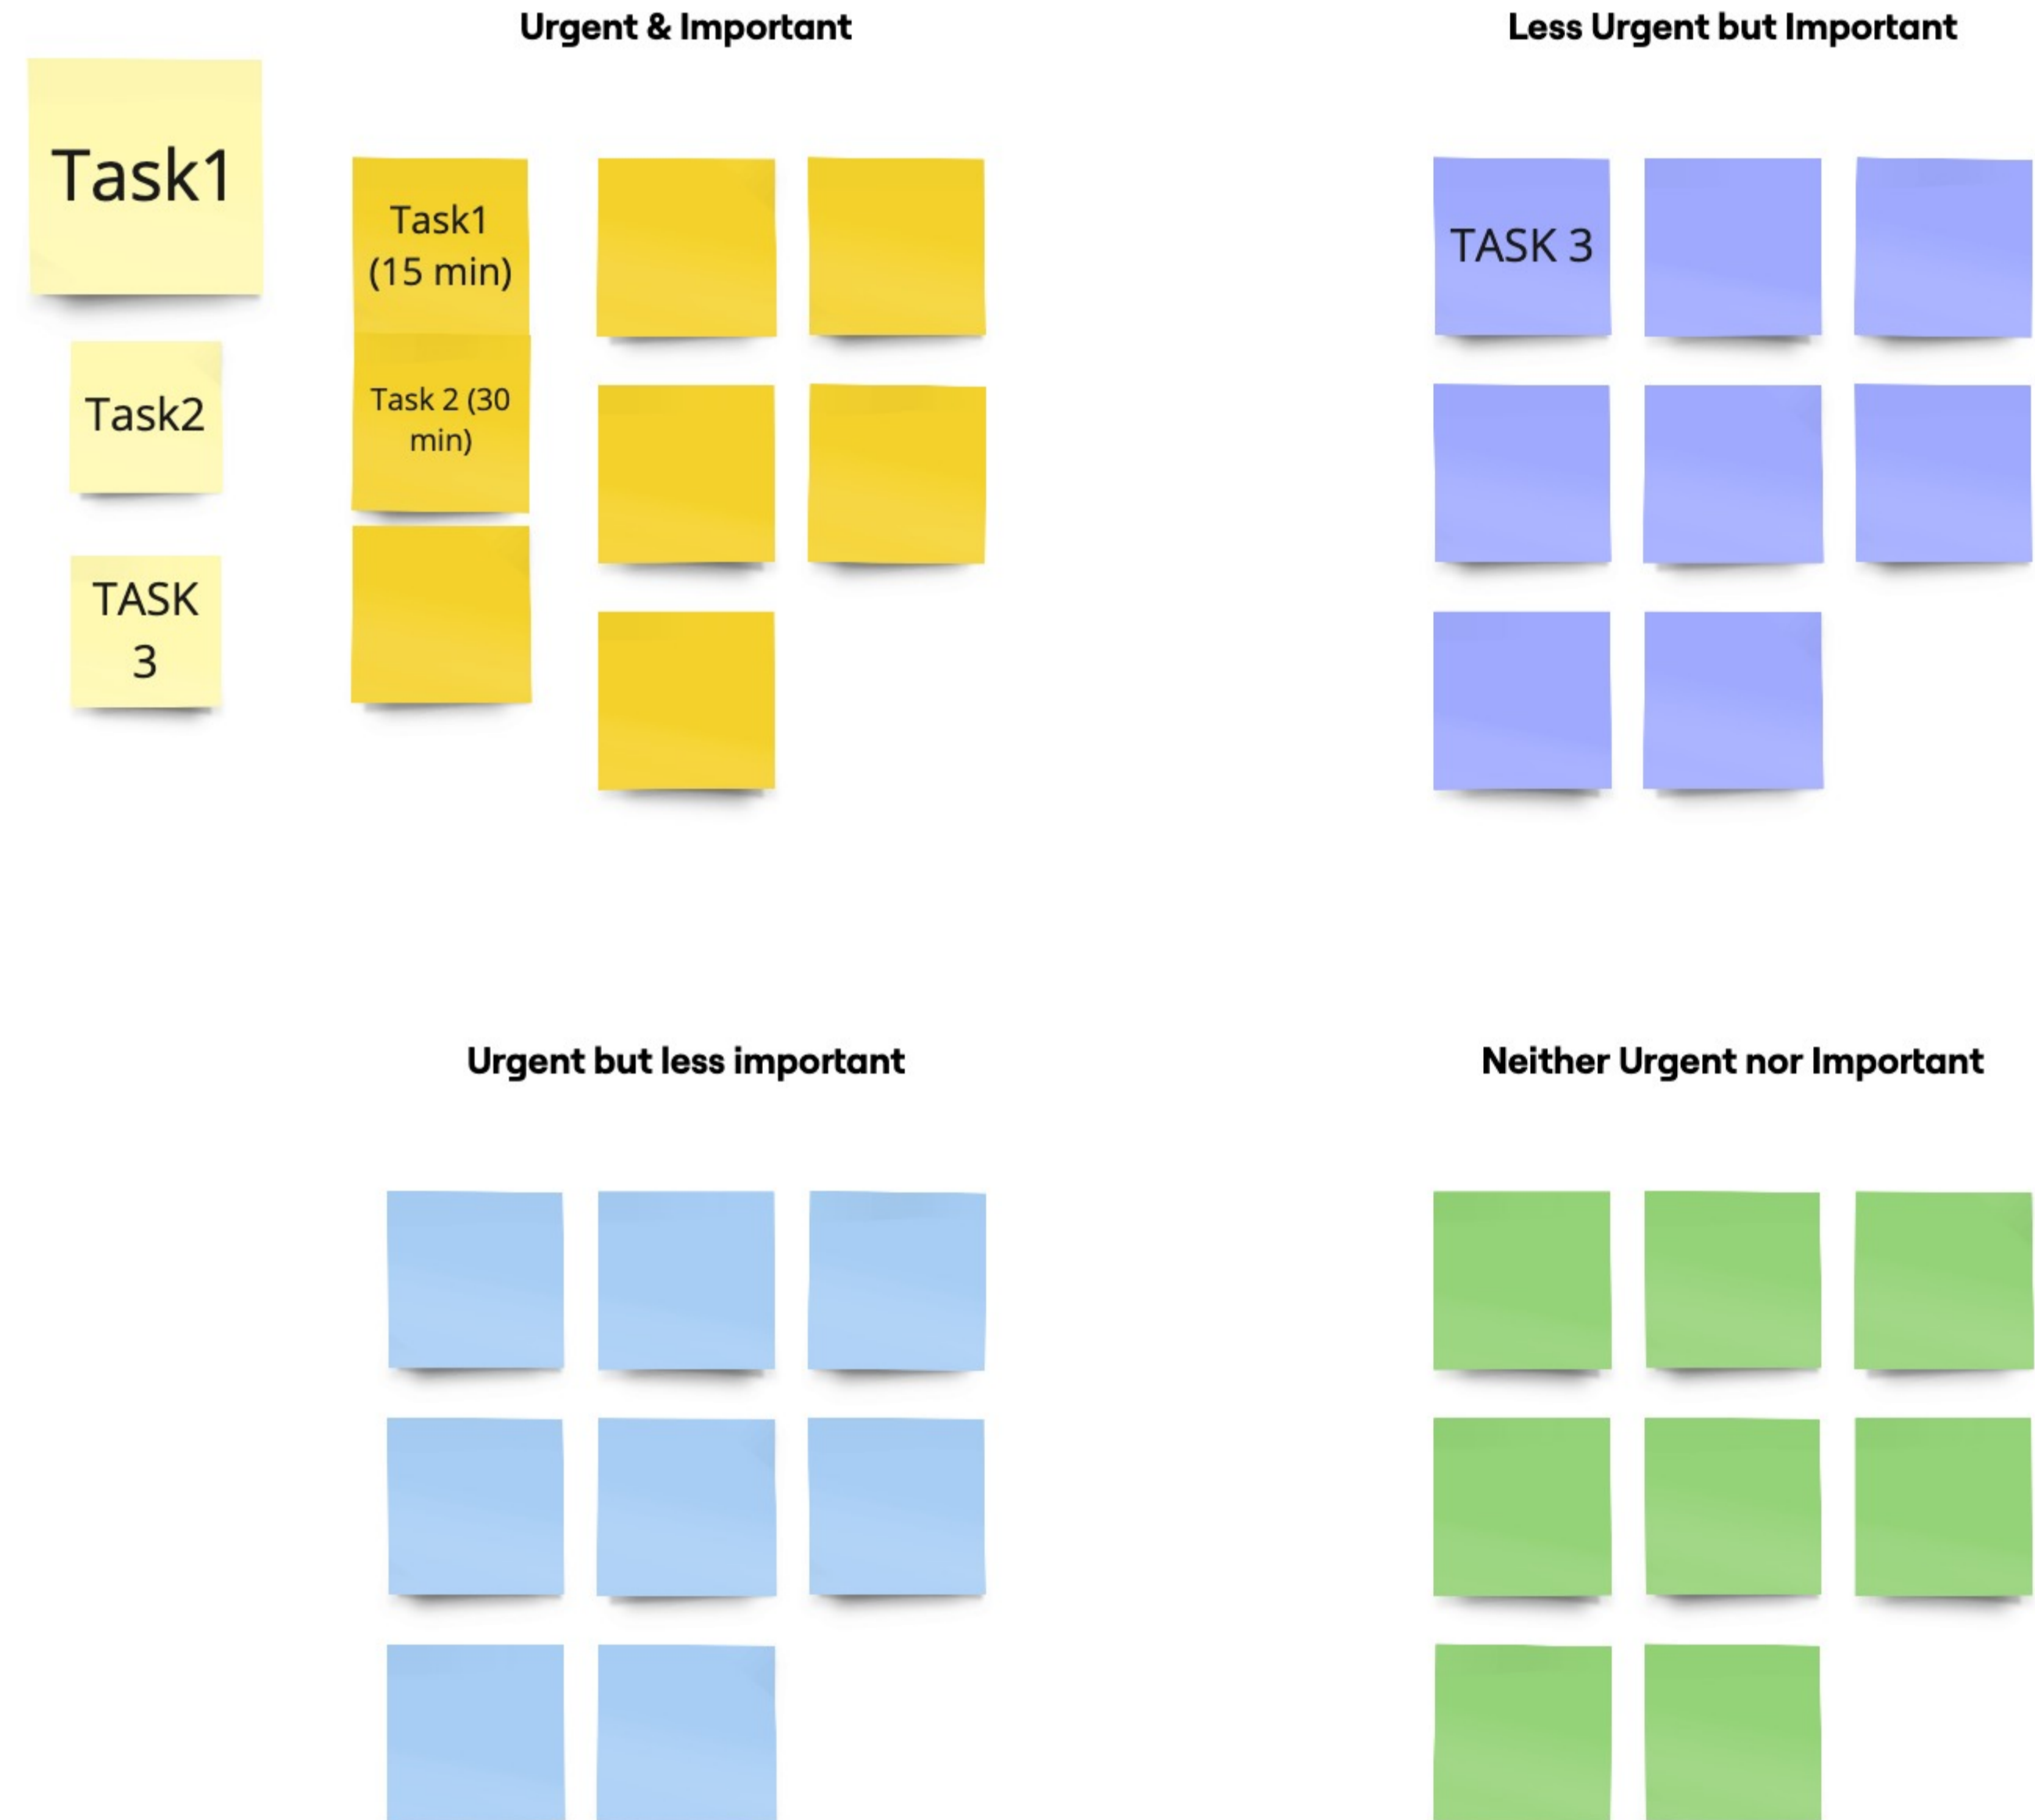 Urgent & Important
Less Urgent but Important
Task1
Task2
TASK
3
Task1
(15 min)
Task 2 (30
min)
TASK 3
Urgent but less important
Neither Urgent nor Important